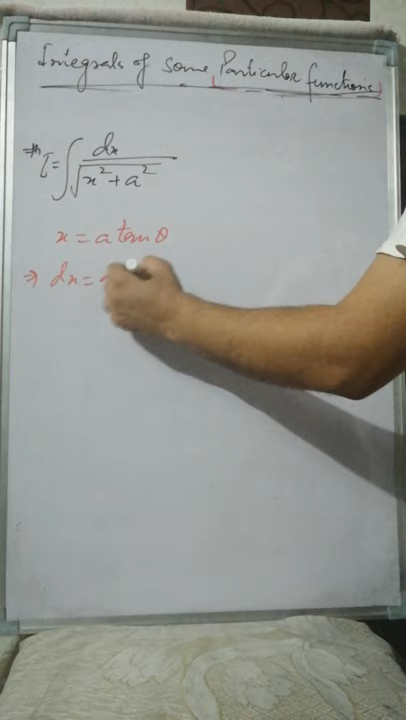 Integrals of some Particular functions
⇒ I = ∫ dx / √(x² + a²)
x = a tan θ
⇒ dx = a